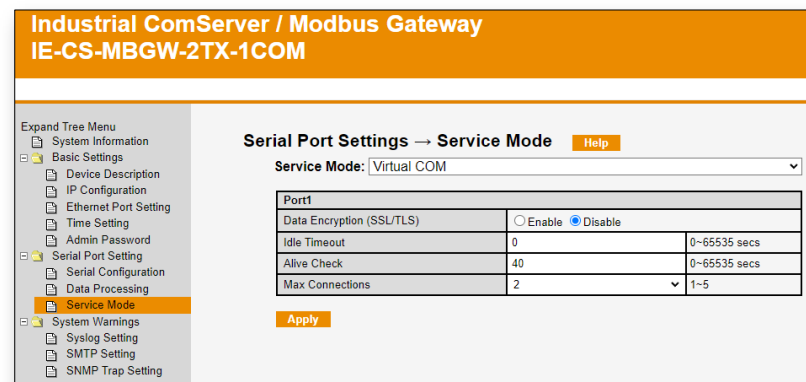 Industrial ComServer / Modbus Gateway
IE-CS-MBGW-2TX-1COM
Expand Tree Menu
System Information
Basic Settings
Device Description
IP Configuration
Ethernet Port Setting
Time Setting
Admin Password
Serial Port Setting
Serial Configuration
Data Processing
Service Mode
System Warnings
Syslog Setting
SMTP Setting
SNMP Trap Setting
Serial Port Settings → Service Mode Help
Service Mode: Virtual COM
Port1
Data Encryption (SSL/TLS) Enable Disable
Idle Timeout 0 0~65535 secs
Alive Check 40 0~65535 secs
Max Connections 2 1~5
Apply